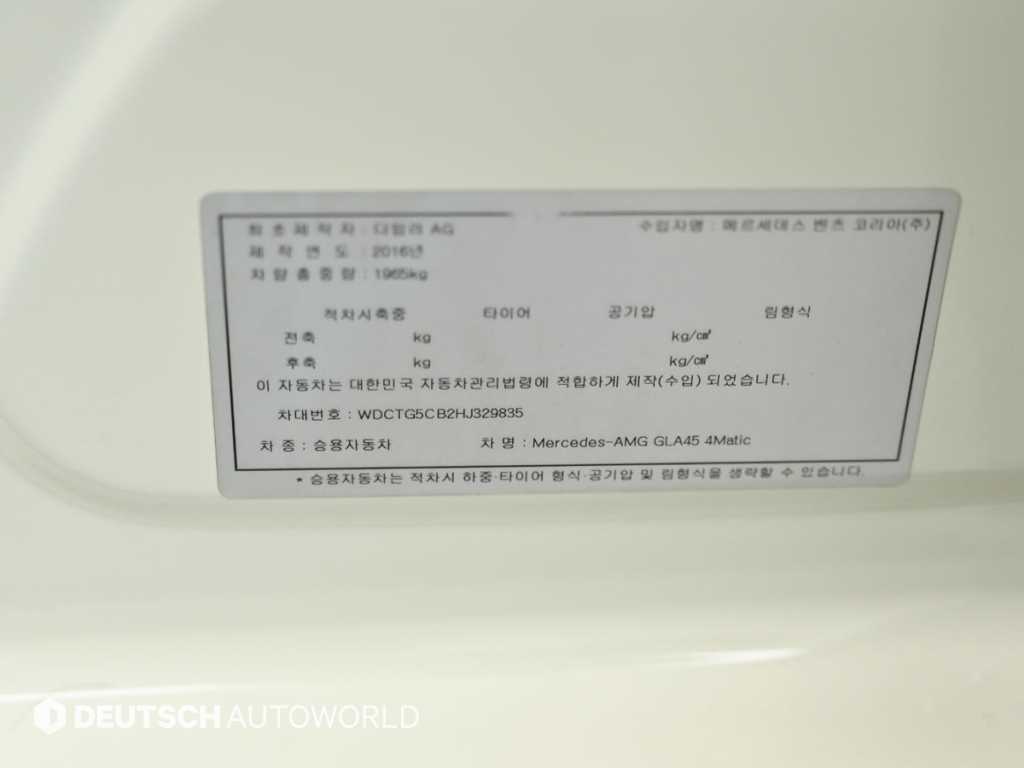 최초제작자 : 다임러 AG
수입자명 : 메르세데스 벤츠 코리아(주)
제작연도 : 2016년
차량총중량 : 1965kg
적차시축중 타이어 공기압 림형식
전축 kg kg/㎠
후축 kg kg/㎠
이 자동차는 대한민국 자동차관리법령에 적합하게 제작(수입) 되었습니다.
차대번호 : WDCTG5CB2HJ329835
차 종 : 승용자동차 차 명 : Mercedes-AMG GLA45 4Matic
* 승용자동차는 적차시 하중·타이어 형식·공기압 및 림형식을 생략할 수 있습니다.
DEUTSCH AUTOWORLD